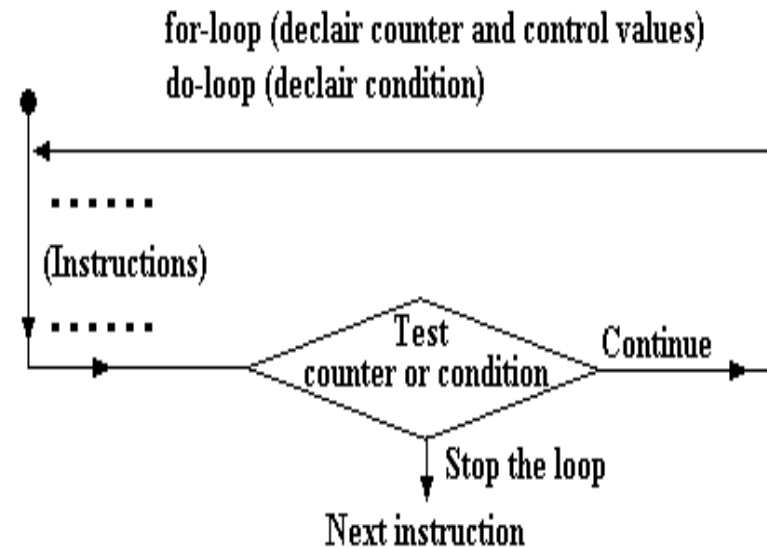 for-loop (declair counter and control values)
do-loop (declair condition)
......
(Instructions)
......
Test
counter or condition
Continue
Stop the loop
Next instruction